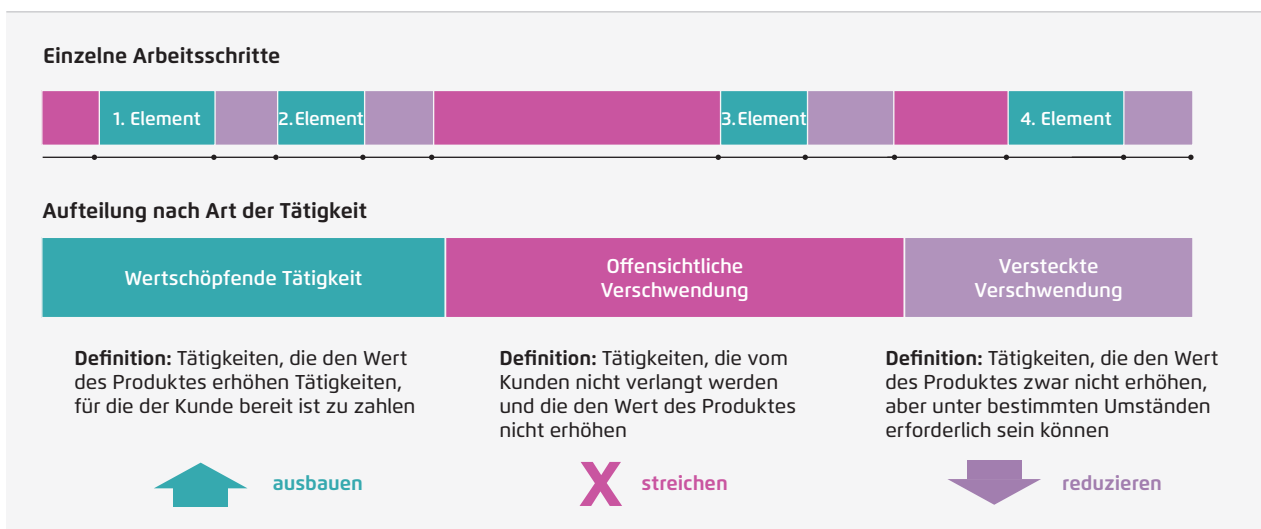 Einzelne Arbeitsschritte
1. Element
2. Element
3. Element
4. Element
Aufteilung nach Art der Tätigkeit
Wertschöpfende Tätigkeit
Offensichtliche
Verschwendung
Versteckte
Verschwendung
Definition: Tätigkeiten, die den Wert
des Produktes erhöhen Tätigkeiten,
für die der Kunde bereit ist zu zahlen
Definition: Tätigkeiten, die vom
Kunden nicht verlangt werden
und die den Wert des Produktes
nicht erhöhen
Definition: Tätigkeiten, die den Wert
des Produktes zwar nicht erhöhen,
aber unter bestimmten Umständen
erforderlich sein können
ausbauen
X streichen
reduzieren